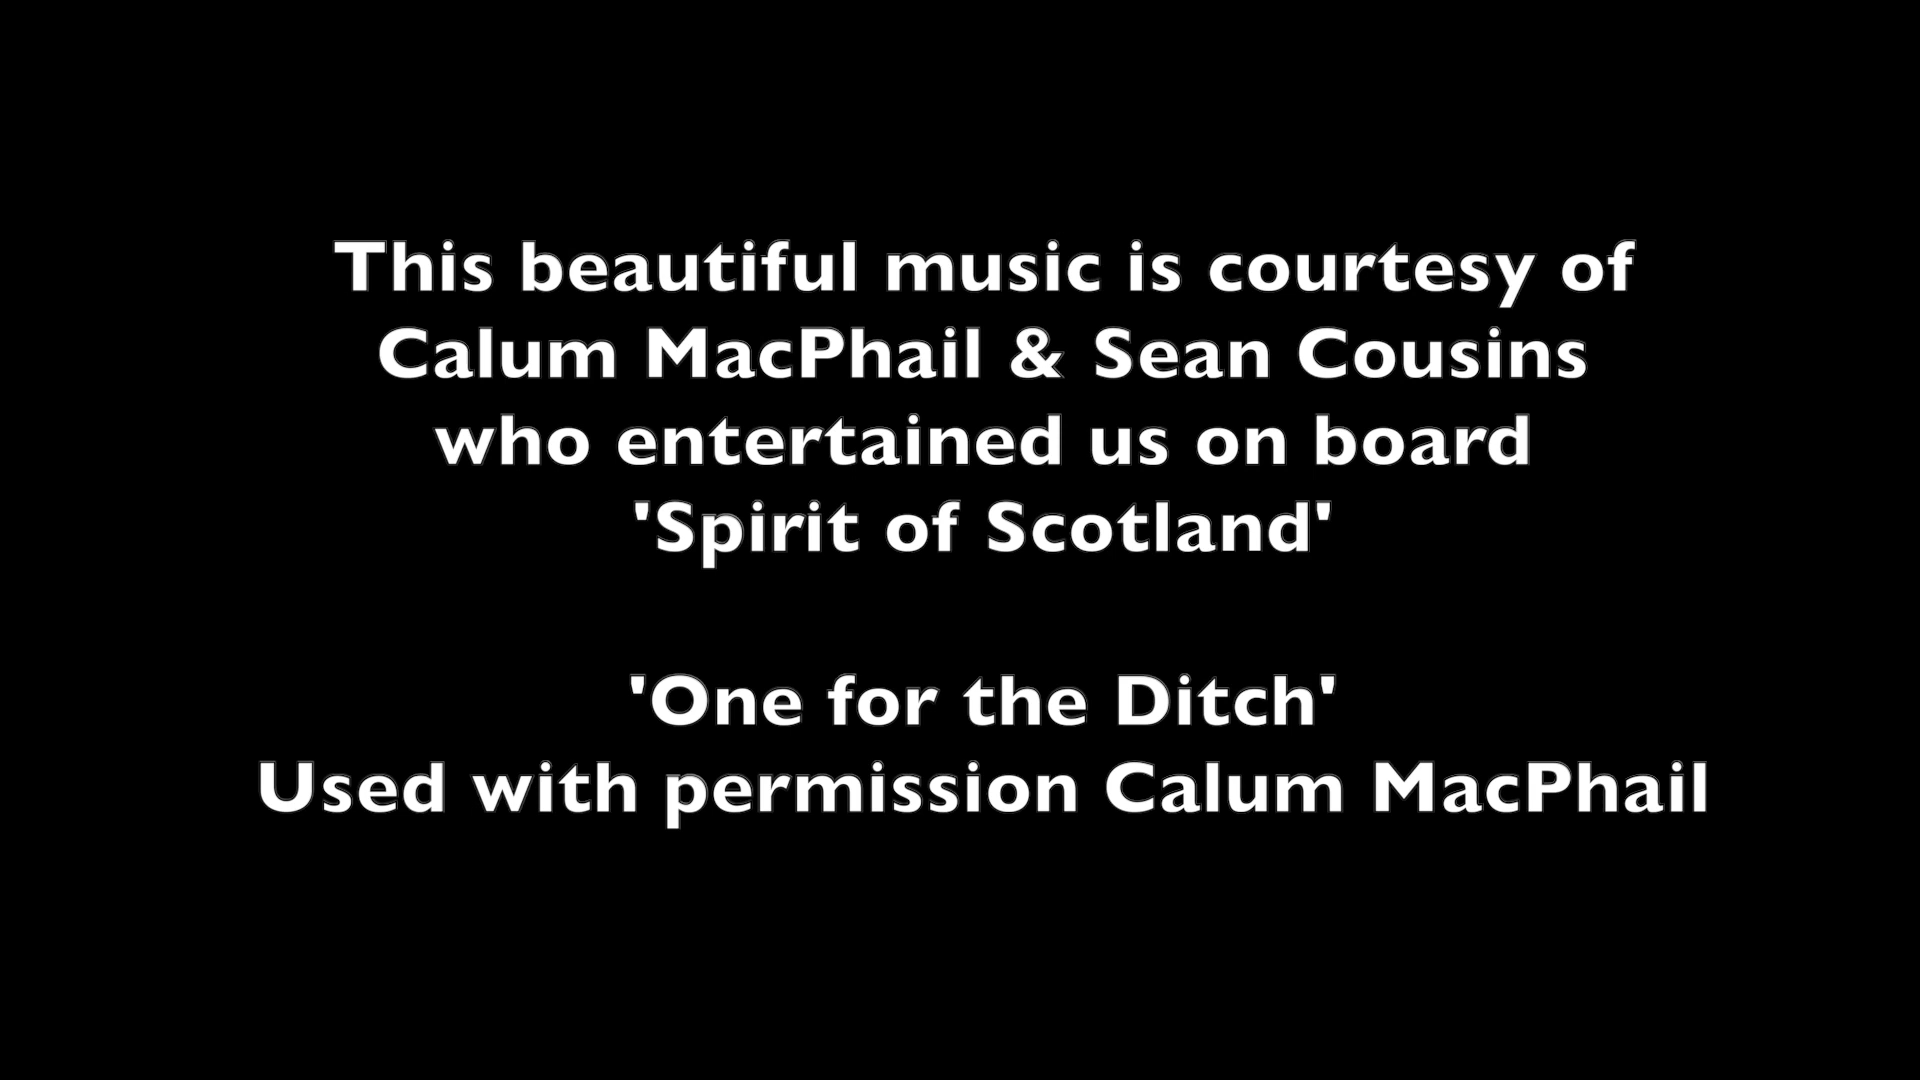 This beautiful music is courtesy of
Calum MacPhail & Sean Cousins
who entertained us on board
'Spirit of Scotland'
'One for the Ditch'
Used with permission Calum MacPhail